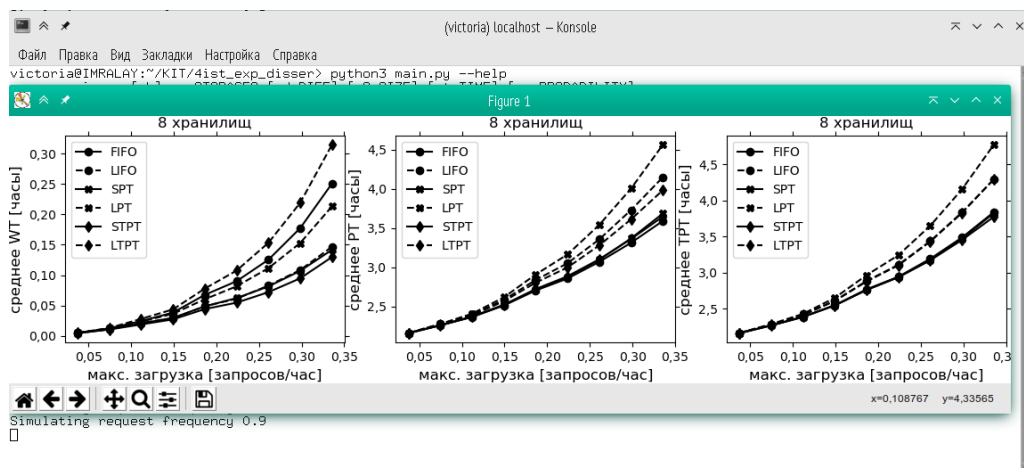 (victoria) localhost — Konsole
Файл Правка Вид Закладки Настройка Справка
victoria@IMRALAY:~/KIT/4ist_exp_disser> python3 main.py --help
Figure 1
8 хранилищ
8 хранилищ
8 хранилищ
среднее WT [часы]
0,30
0,25
0,20
0,15
0,10
0,05
0,00
FIFO
LIFO
SPT
LPT
STPT
LTPT
0,05 0,10 0,15 0,20 0,25 0,30 0,35
макс. загрузка [запросов/час]
среднее PT [часы]
4,5
4,0
3,5
3,0
2,5
FIFO
LIFO
SPT
LPT
STPT
LTPT
0,05 0,10 0,15 0,20 0,25 0,30 0,35
макс. загрузка [запросов/час]
среднее TPT [часы]
4,5
4,0
3,5
3,0
2,5
FIFO
LIFO
SPT
LPT
STPT
LTPT
0,05 0,10 0,15 0,20 0,25 0,30 0,3
макс. загрузка [запросов/час]
x=0,108767 y=4,33565
Simulating request frequency 0.9